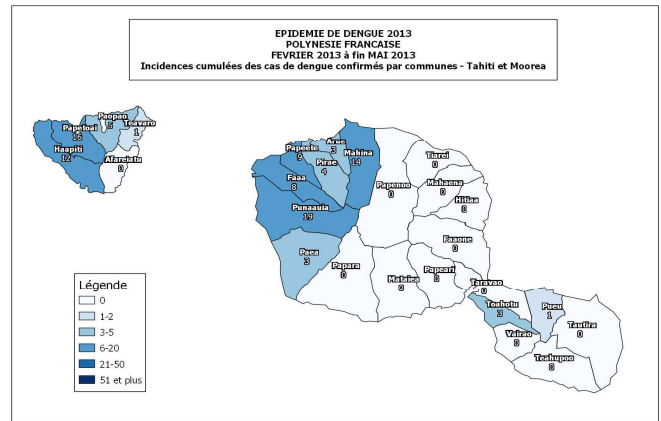 EPIDEMIE DE DENGUE 2013
POLYNESIE FRANCAISE
FEVRIER 2013 à fin MAI 2013
Incidences cumulées des cas de dengue confirmés par communes - Tahiti et Moorea
Paopao
5
Teavaro
1
Papetoai
16
Haapiti
12
Afareaitu
0
Arue
3
Papeete
9
Mahina
14
Pirae
4
Faaa
8
Punaauia
19
Paea
3
Papara
0
Papenoo
0
Tiarei
0
Mahaena
0
Hitiaa
0
Faaone
0
Mataiea
0
Papeari
0
Taravao
0
Toahotu
3
Pueu
1
Tautira
0
Vairao
0
Teahupoo
0
Légende
0
1-2
3-5
6-20
21-50
51 et plus